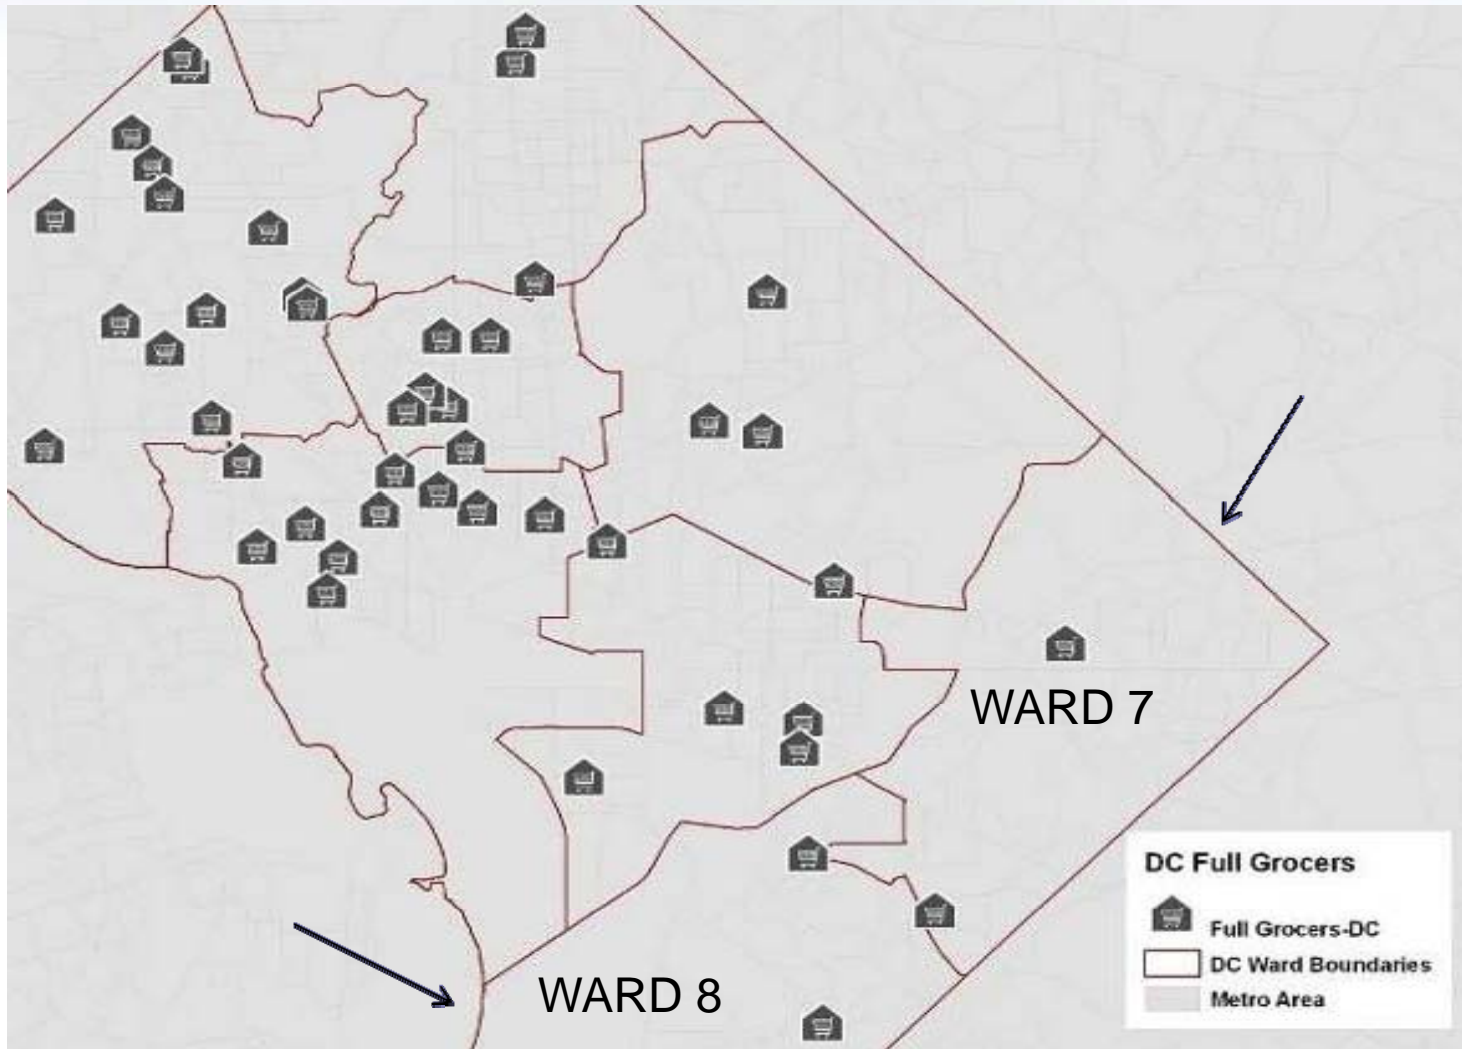 WARD 7
WARD 8
DC Full Grocers
Full Grocers-DC
DC Ward Boundaries
Metro Area